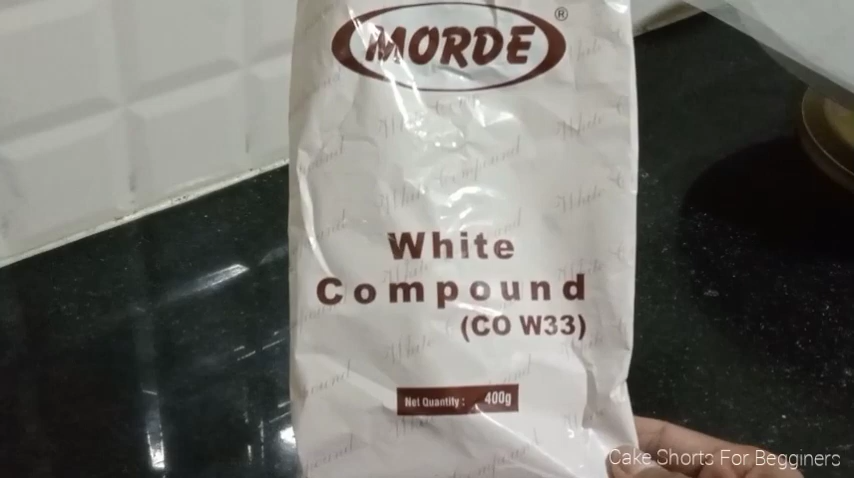 MORDE®
White
Compound
(CO W33)
Net Quantity : 400g
Cake Shorts For Begginers